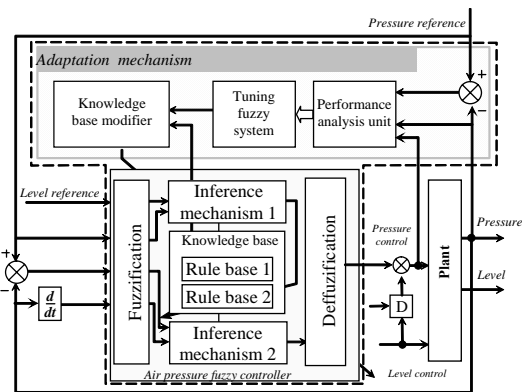 Pressure reference
Adaptation mechanism
+
−
Knowledge
base modifier
Tuning
fuzzy
system
Performance
analysis unit
Level reference
Fuzzification
Inference
mechanism 1
Knowledge base
Rule base 1
Rule base 2
Inference
mechanism 2
Deffuzification
Pressure
control
Plant
Pressure
Level
+
−
d
dt
D
Level control
Air pressure fuzzy controller